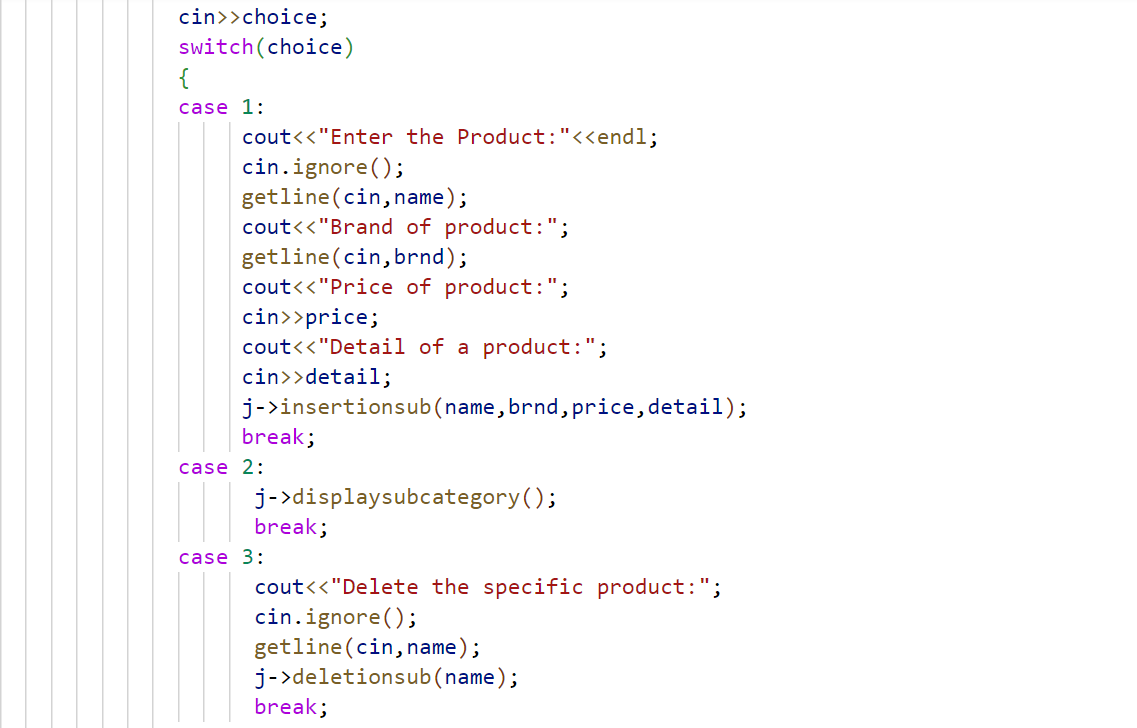 cin>>choice;
switch(choice)
{
case 1:
cout<<"Enter the Product:"<<endl;
cin.ignore();
getline(cin,name);
cout<<"Brand of product:";
getline(cin,brnd);
cout<<"Price of product:";
cin>>price;
cout<<"Detail of a product:";
cin>>detail;
j->insertionsub(name,brnd,price,detail);
break;
case 2:
j->displaysubcategory();
break;
case 3:
cout<<"Delete the specific product:";
cin.ignore();
getline(cin,name);
j->deletionsub(name);
break;